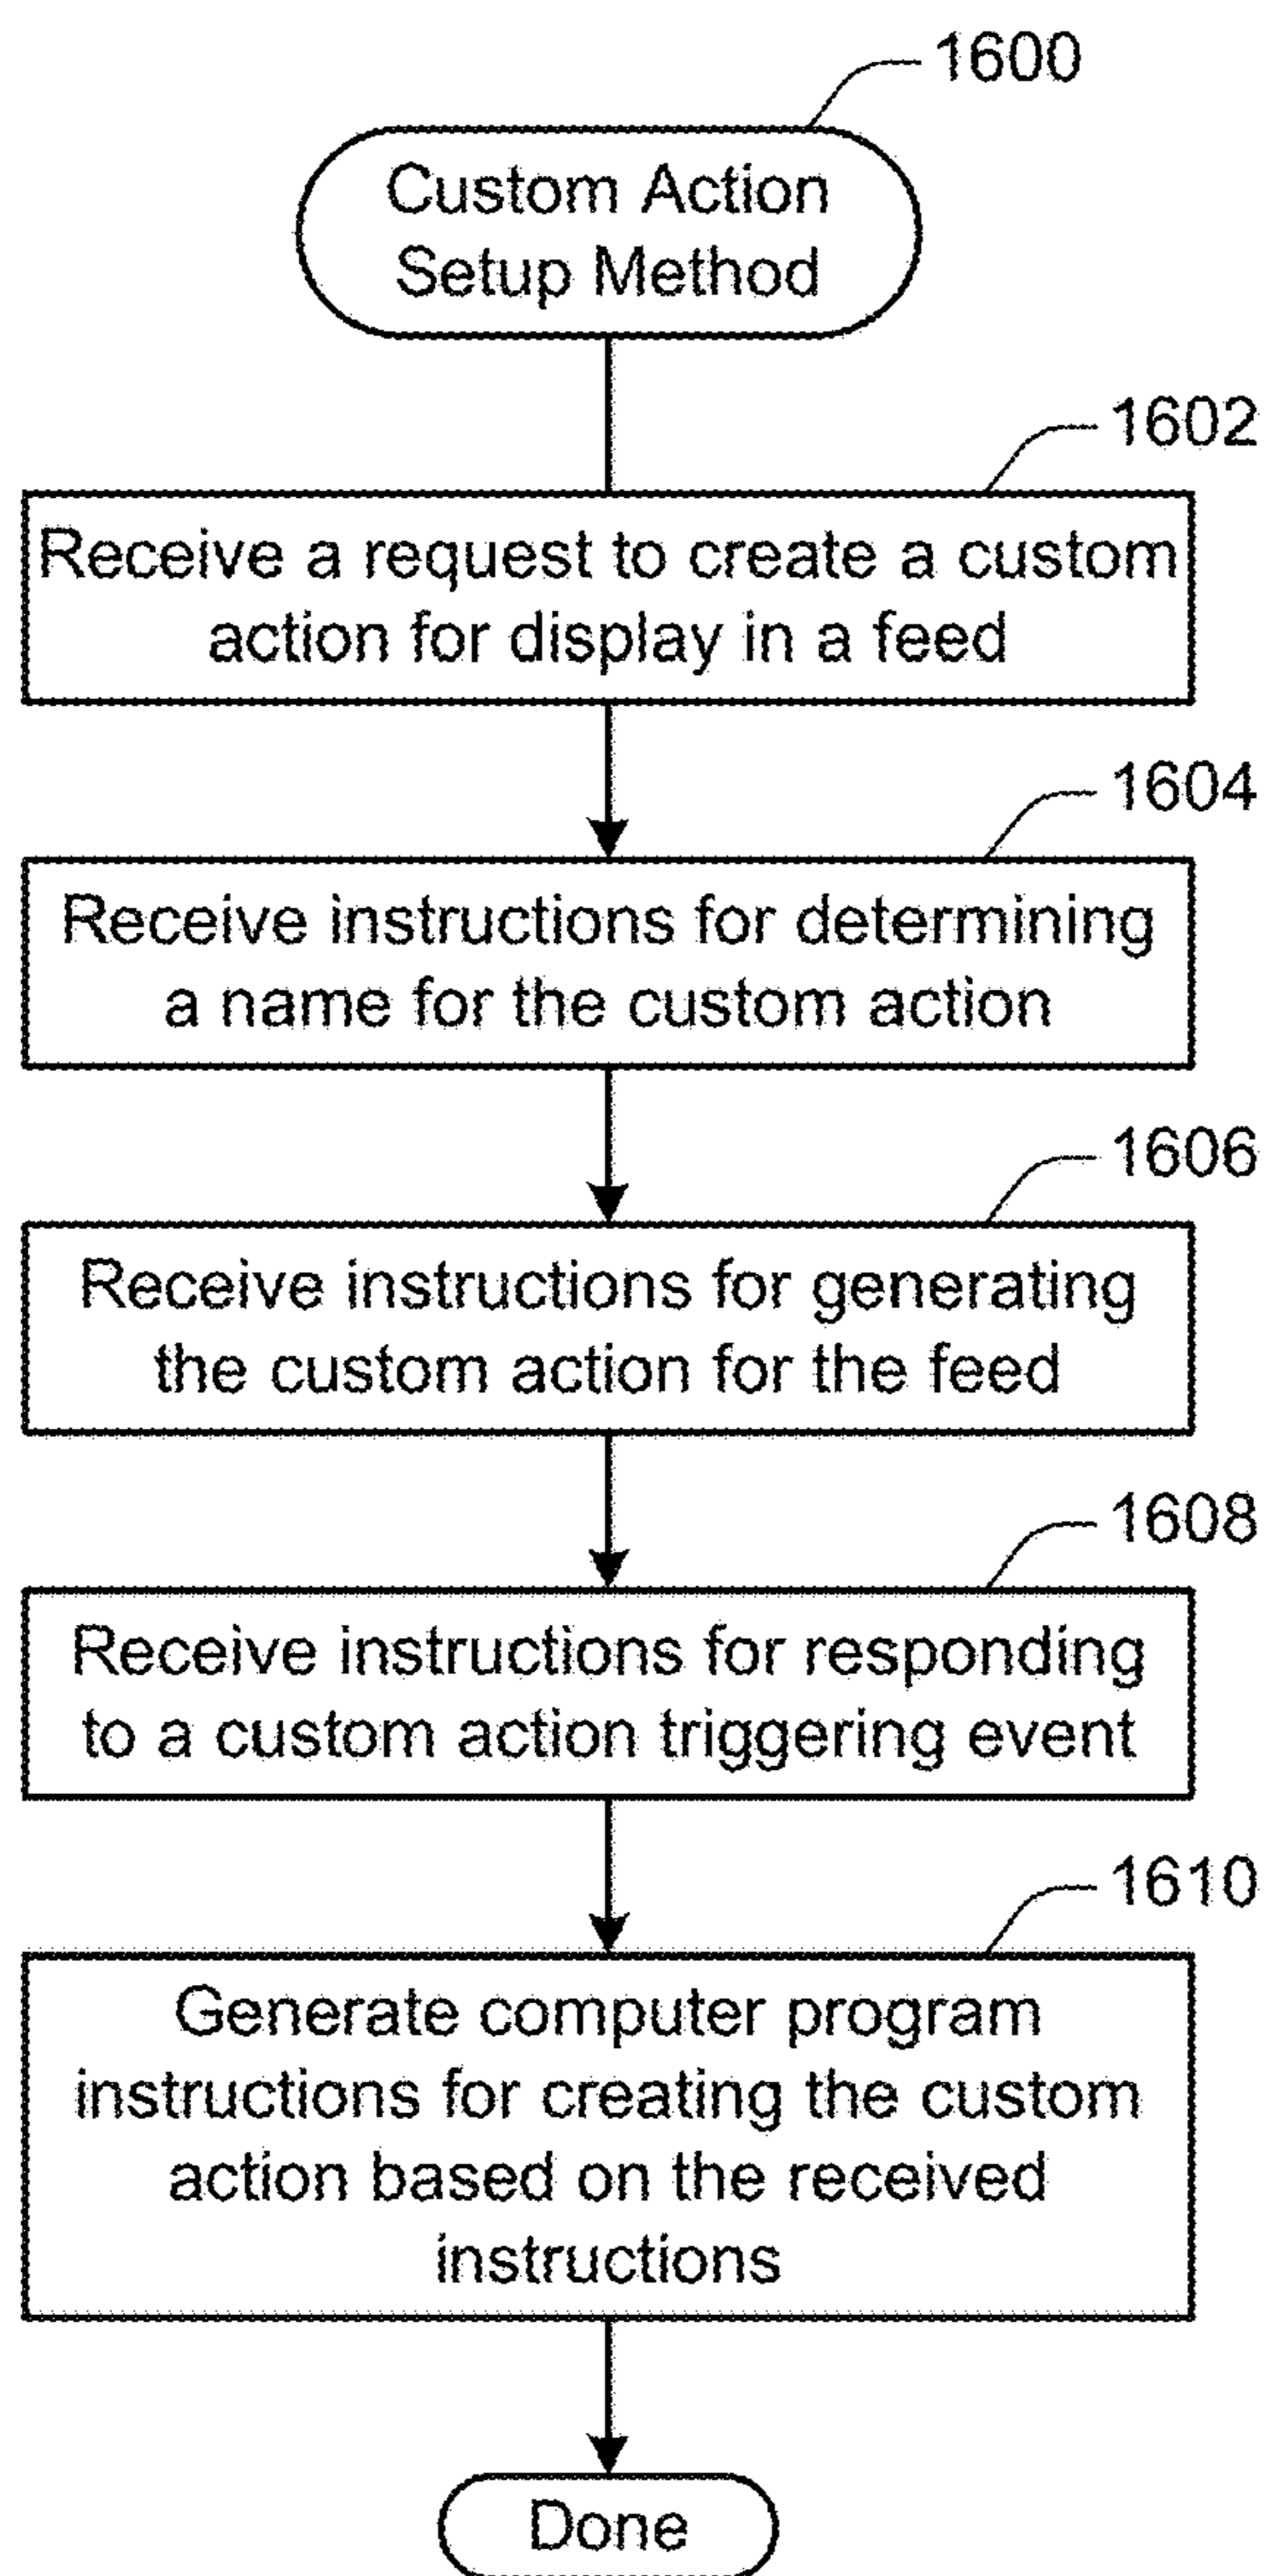 1600
Custom Action
Setup Method
1602
Receive a request to create a custom
action for display in a feed
1604
Receive instructions for determining
a name for the custom action
1606
Receive instructions for generating
the custom action for the feed
1608
Receive instructions for responding
to a custom action triggering event
1610
Generate computer program
instructions for creating the custom
action based on the received
instructions
Done